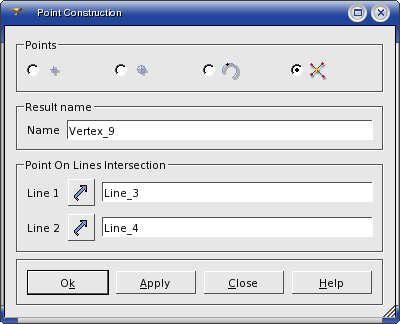 Point Construction
Points
Result name
Name Vertex_9
Point On Lines Intersection
Line 1 Line_3
Line 2 Line_4
Ok Apply Close Help